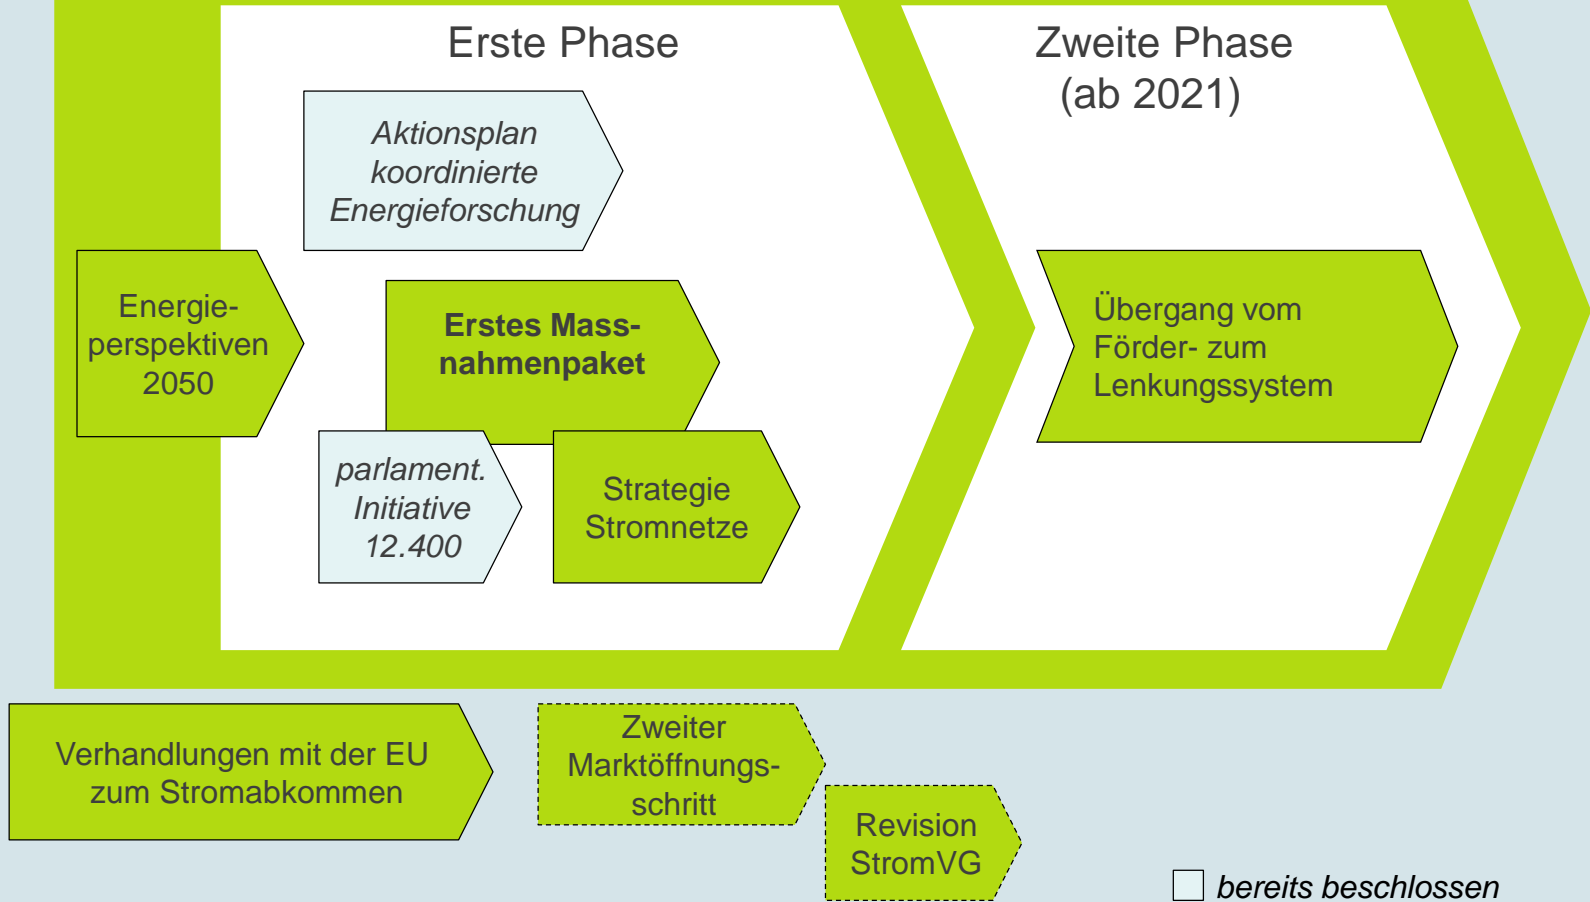 Erste Phase
Zweite Phase
(ab 2021)
Aktionsplan
koordinierte
Energieforschung
Energie-
perspektiven
2050
Erstes Mass-
nahmenpaket
Übergang vom
Förder- zum
Lenkungssystem
parlament.
Initiative
12.400
Strategie
Stromnetze
Verhandlungen mit der EU
zum Stromabkommen
Zweiter
Marktöffnungs-
schritt
Revision
StromVG
bereits beschlossen